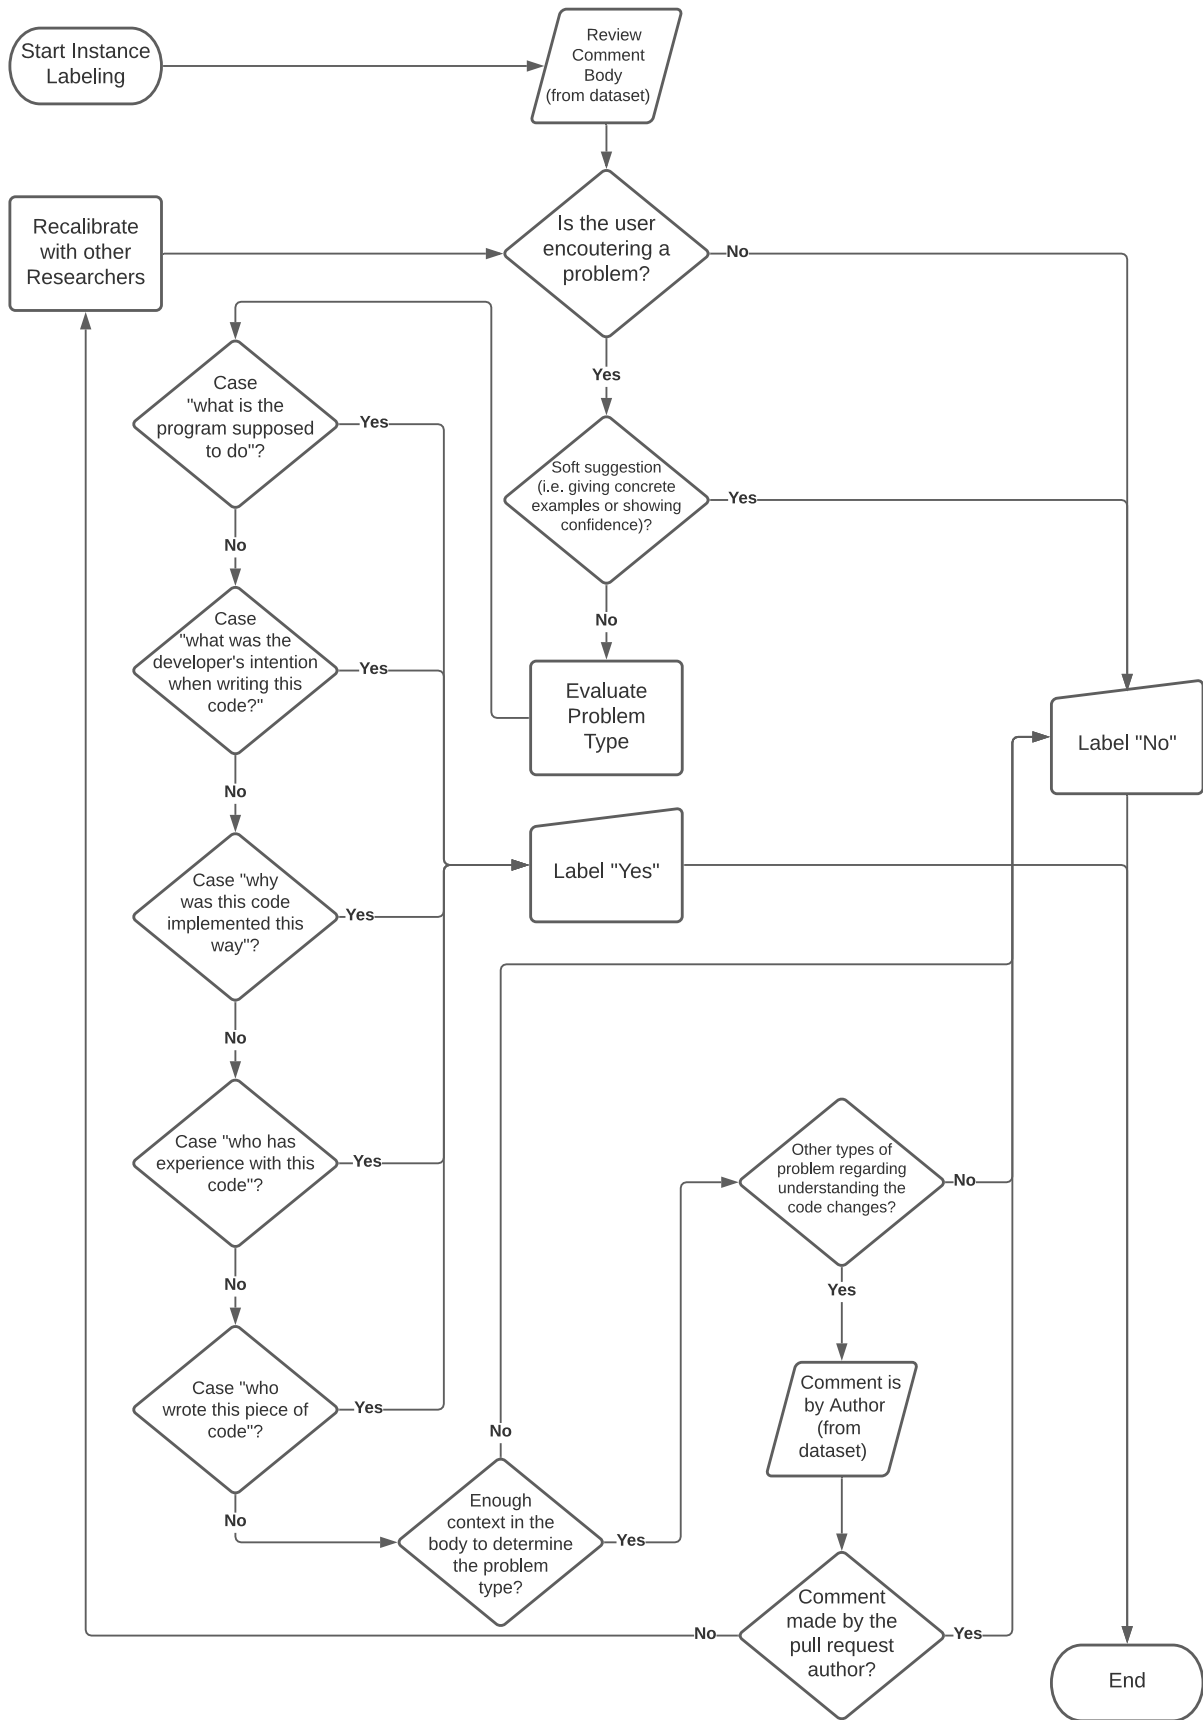 Start Instance
Labeling
Review
Comment
Body
(from dataset)
Recalibrate
with other
Researchers
Is the user
encoutering a
problem?
No
Yes
Case
"what is the
program supposed
to do"?
Yes
No
Soft suggestion
(i.e. giving concrete
examples or showing
confidence)?
Yes
No
Case
"what was the
developer's intention
when writing this
code?"
Yes
No
Evaluate
Problem
Type
Label "No"
Label "Yes"
Case "why
was this code
implemented this
way"?
Yes
No
Case "who has
experience with this
code"?
Yes
No
Other types of
problem regarding
understanding the
code changes?
No
Yes
Case "who
wrote this piece of
code"?
Yes
No
Comment is
by Author
(from
dataset)
No
Enough
context in the
body to determine
the problem
type?
Yes
Comment
made by the
pull request
author?
No
Yes
End